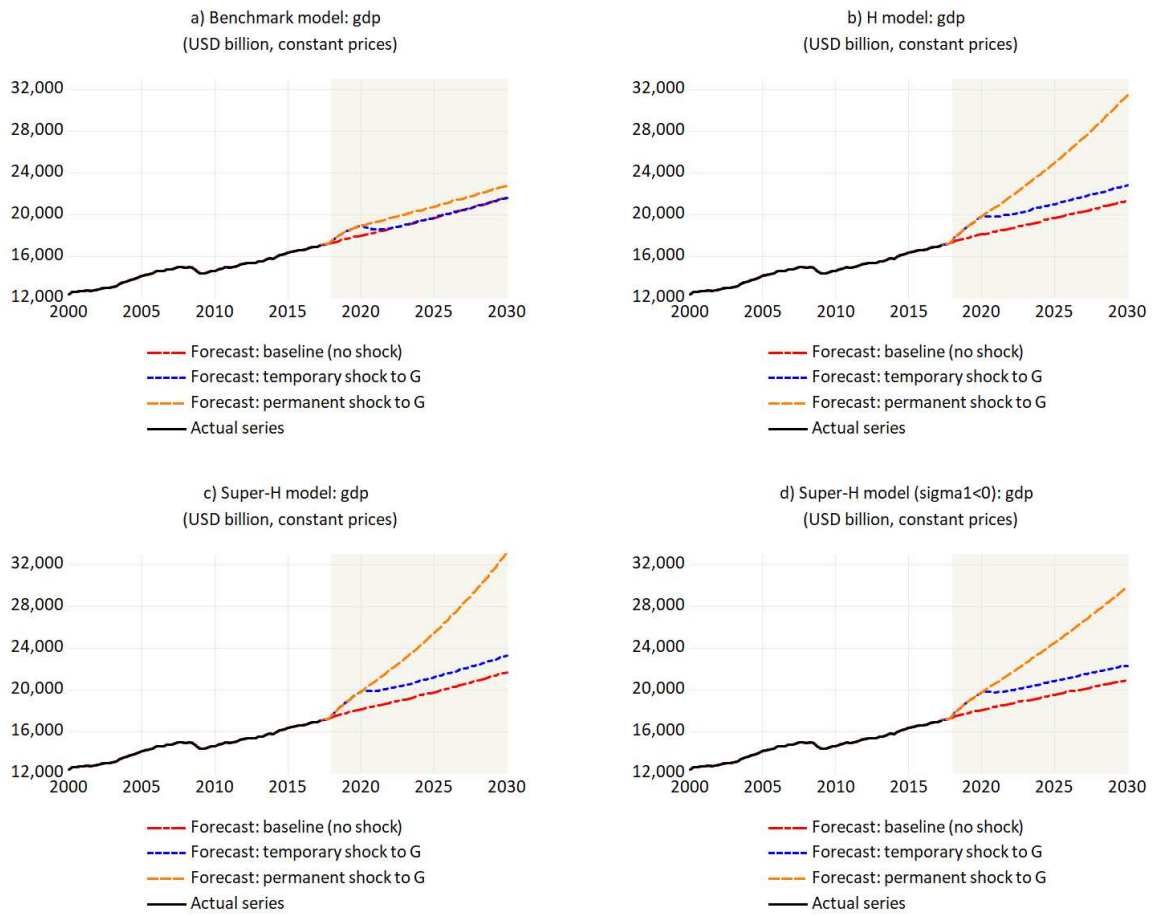 a) Benchmark model: gdp
(USD billion, constant prices)
32,000
28,000
24,000
20,000
16,000
12,000
2000 2005 2010 2015 2020 2025 2030
Forecast: baseline (no shock)
Forecast: temporary shock to G
Forecast: permanent shock to G
Actual series
b) H model: gdp
(USD billion, constant prices)
32,000
28,000
24,000
20,000
16,000
12,000
2000 2005 2010 2015 2020 2025 2030
Forecast: baseline (no shock)
Forecast: temporary shock to G
Forecast: permanent shock to G
Actual series
c) Super-H model: gdp
(USD billion, constant prices)
32,000
28,000
24,000
20,000
16,000
12,000
2000 2005 2010 2015 2020 2025 2030
Forecast: baseline (no shock)
Forecast: temporary shock to G
Forecast: permanent shock to G
Actual series
d) Super-H model (sigma1<0): gdp
(USD billion, constant prices)
32,000
28,000
24,000
20,000
16,000
12,000
2000 2005 2010 2015 2020 2025 2030
Forecast: baseline (no shock)
Forecast: temporary shock to G
Forecast: permanent shock to G
Actual series